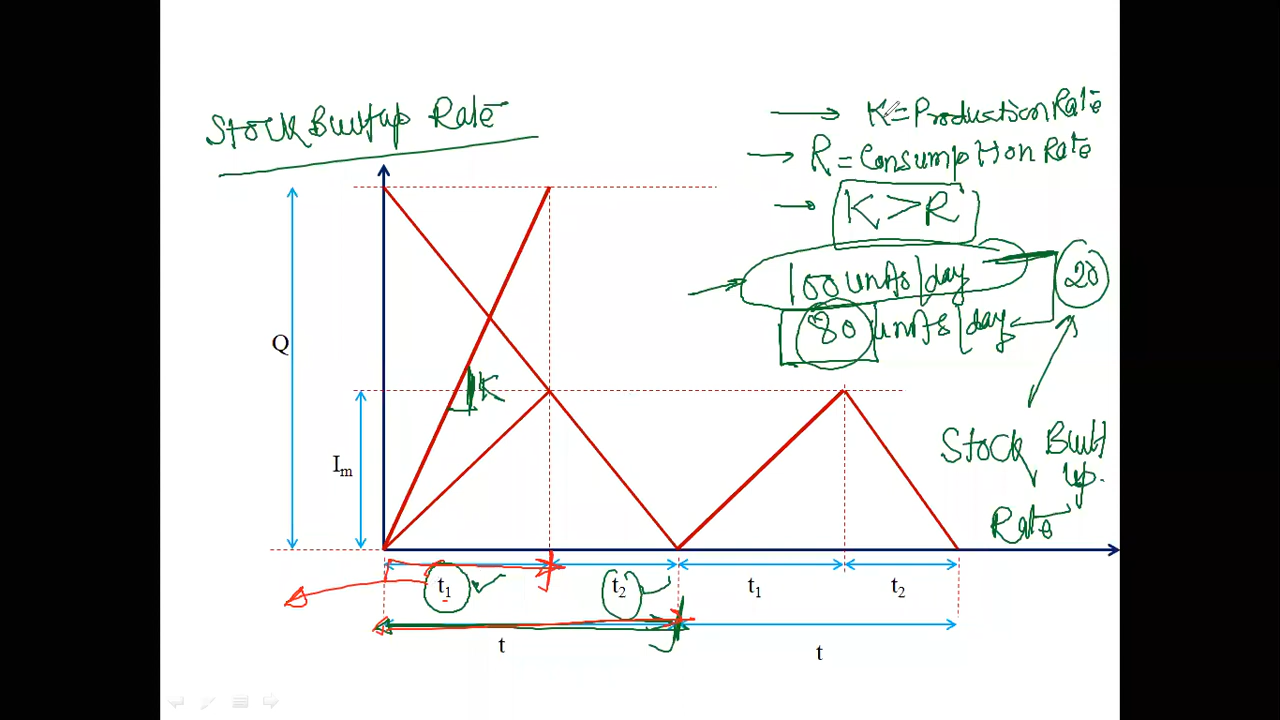 Stock Buitup Rate
K=Production Rate
R=Consumption Rate
K>R
100 units/day
80 units/day
20
Stock Built
up.
Rate
Q
K
Im
t1
t2
t1
t2
t
t